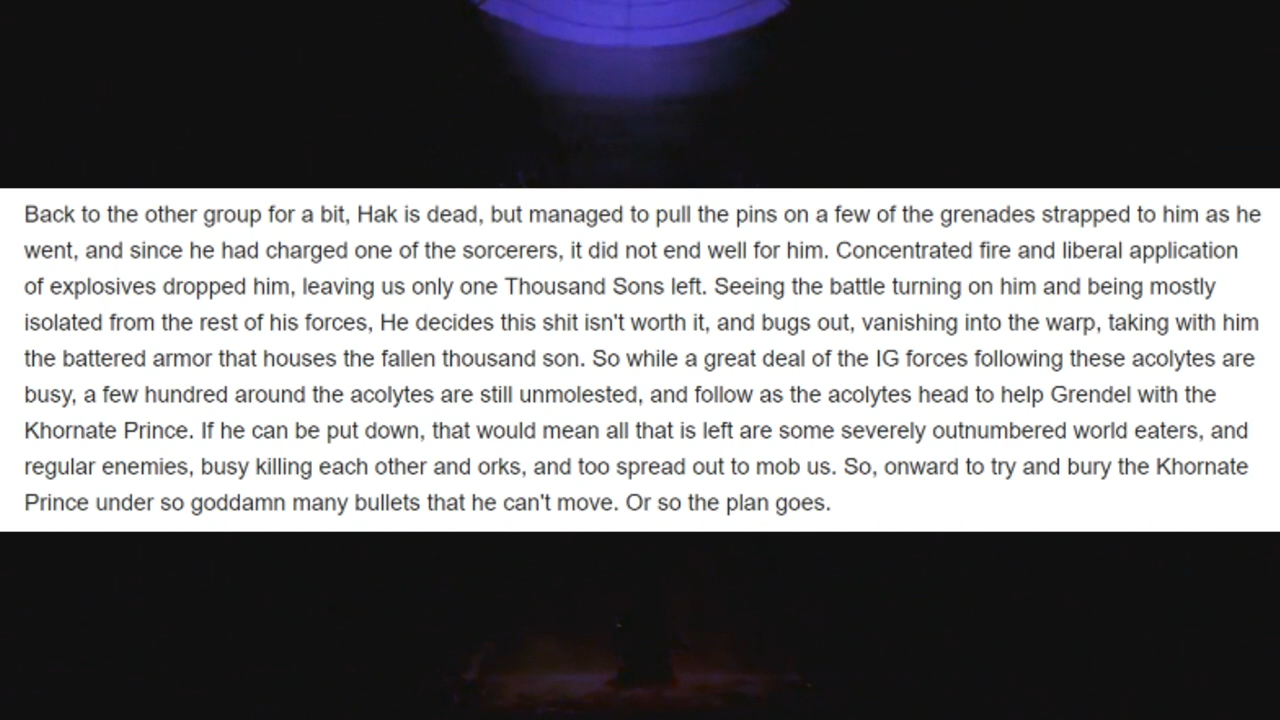 Back to the other group for a bit, Hak is dead, but managed to pull the pins on a few of the grenades strapped to him as he
went, and since he had charged one of the sorcerers, it did not end well for him. Concentrated fire and liberal application
of explosives dropped him, leaving us only one Thousand Sons left. Seeing the battle turning on him and being mostly
isolated from the rest of his forces, He decides this shit isn't worth it, and bugs out, vanishing into the warp, taking with him
the battered armor that houses the fallen thousand son. So while a great deal of the IG forces following these acolytes are
busy, a few hundred around the acolytes are still unmolested, and follow as the acolytes head to help Grendel with the
Khornate Prince. If he can be put down, that would mean all that is left are some severely outnumbered world eaters, and
regular enemies, busy killing each other and orks, and too spread out to mob us. So, onward to try and bury the Khornate
Prince under so goddamn many bullets that he can't move. Or so the plan goes.